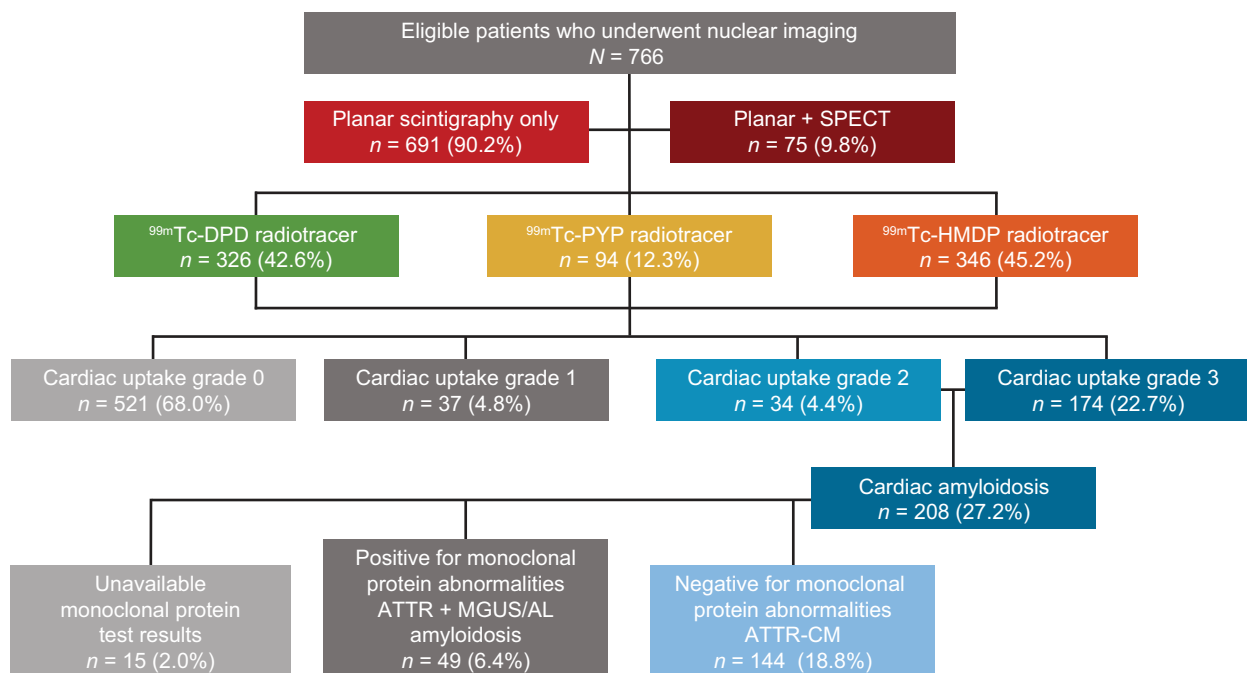 Eligible patients who underwent nuclear imaging
N = 766
Planar scintigraphy only
n = 691 (90.2%)
Planar + SPECT
n = 75 (9.8%)
⁹⁹ᵐTc-DPD radiotracer
n = 326 (42.6%)
⁹⁹ᵐTc-PYP radiotracer
n = 94 (12.3%)
⁹⁹ᵐTc-HMDP radiotracer
n = 346 (45.2%)
Cardiac uptake grade 0
n = 521 (68.0%)
Cardiac uptake grade 1
n = 37 (4.8%)
Cardiac uptake grade 2
n = 34 (4.4%)
Cardiac uptake grade 3
n = 174 (22.7%)
Cardiac amyloidosis
n = 208 (27.2%)
Unavailable
monoclonal protein
test results
n = 15 (2.0%)
Positive for monoclonal
protein abnormalities
ATTR + MGUS/AL
amyloidosis
n = 49 (6.4%)
Negative for monoclonal
protein abnormalities
ATTR-CM
n = 144 (18.8%)